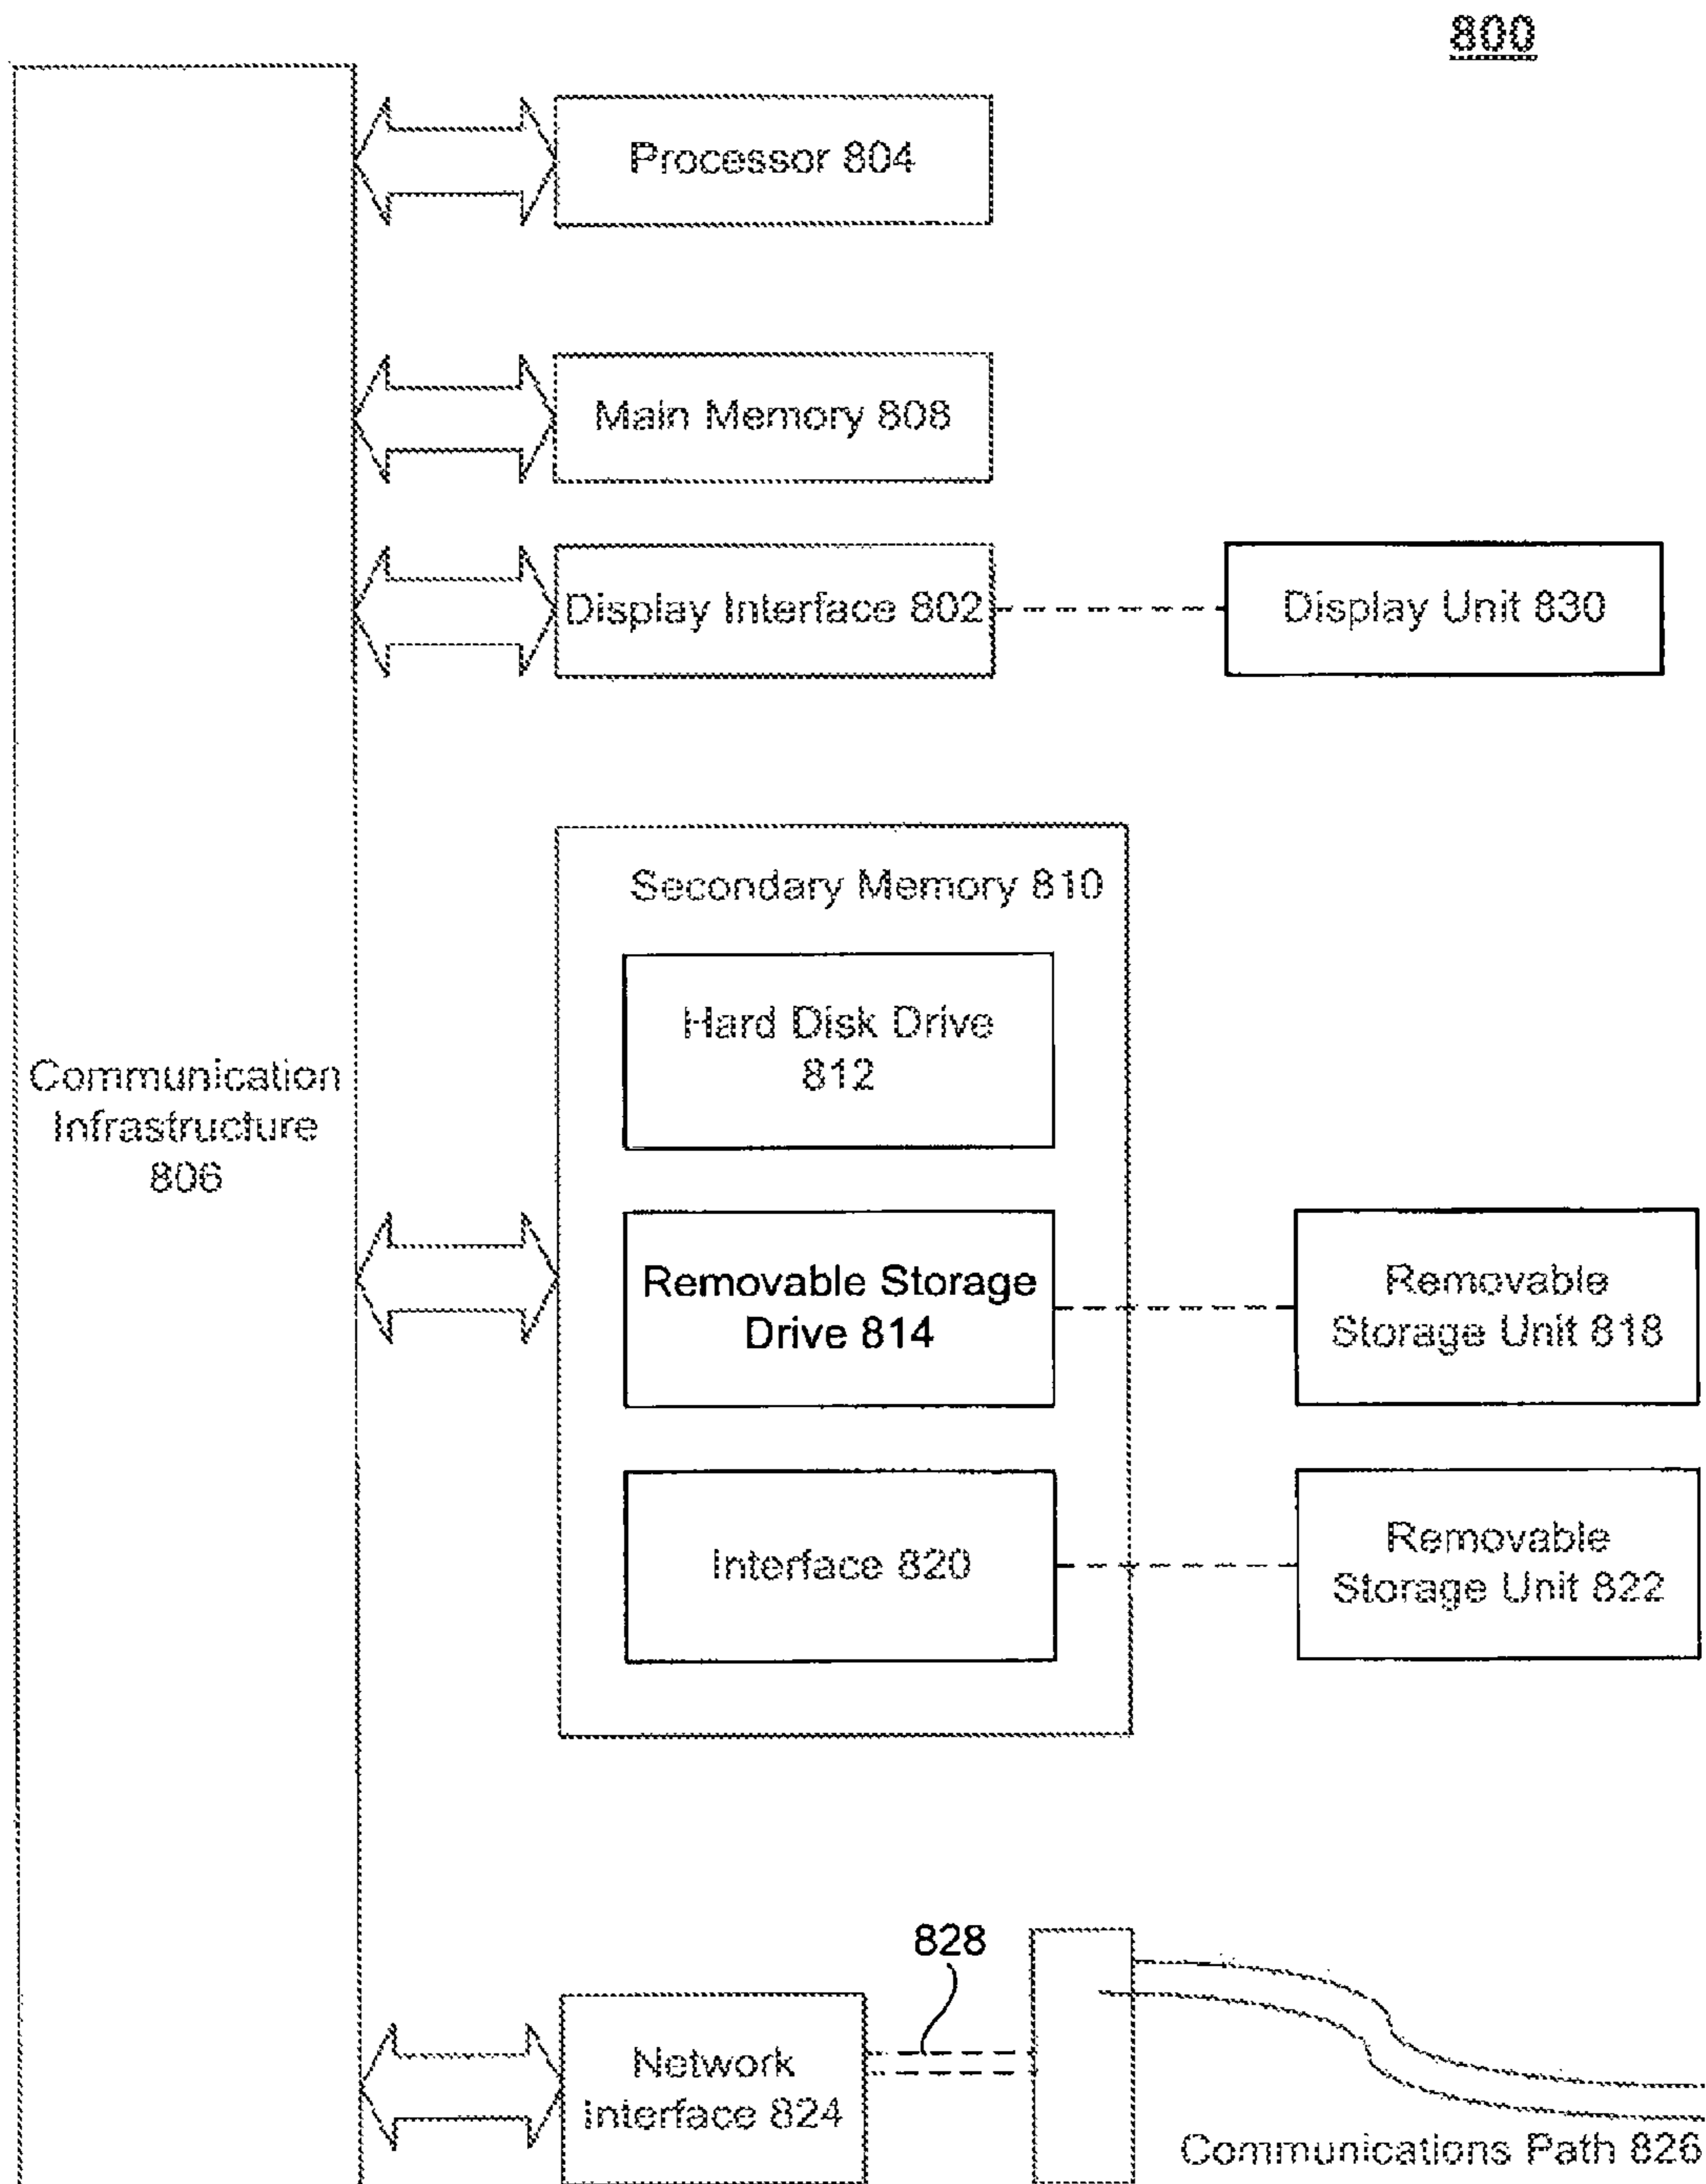 800
Processor 804
Main Memory 808
Display Interface 802
Display Unit 830
Secondary Memory 810
Hard Disk Drive
812
Communication
Infrastructure
806
Removable Storage
Drive 814
Removable
Storage Unit 818
Interface 820
Removable
Storage Unit 822
828
Network
Interface 824
Communications Path 826